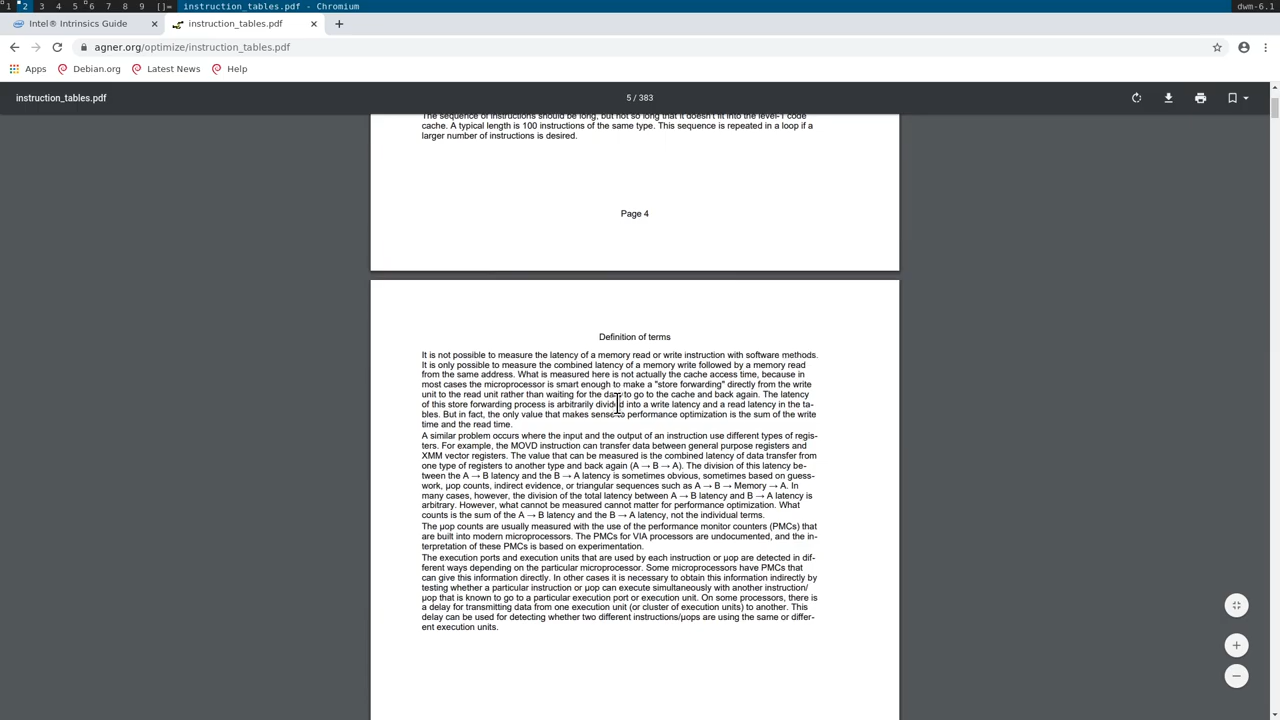 1 2 3 4 5 6 7 8 9 []= instruction_tables.pdf - Chromium dwm-6.1
Intel® Intrinsics Guide instruction_tables.pdf
agner.org/optimize/instruction_tables.pdf
Apps Debian.org Latest News Help
instruction_tables.pdf 5 / 383
The sequence of instructions should be long, but not so long that it doesn't fit into the level-1 code
cache. A typical length is 100 instructions of the same type. This sequence is repeated in a loop if a
larger number of instructions is desired.
Page 4
Definition of terms
It is not possible to measure the latency of a memory read or write instruction with software methods.
It is only possible to measure the combined latency of a memory write followed by a memory read
from the same address. What is measured here is not actually the cache access time, because in
most cases the microprocessor is smart enough to make a "store forwarding" directly from the write
unit to the read unit rather than waiting for the data to go to the cache and back again. The latency
of this store forwarding process is arbitrarily divided into a write latency and a read latency in the ta-
bles. But in fact, the only value that makes sense to performance optimization is the sum of the write
time and the read time.
A similar problem occurs where the input and the output of an instruction use different types of regis-
ters. For example, the MOVD instruction can transfer data between general purpose registers and
XMM vector registers. The value that can be measured is the combined latency of data transfer from
one type of registers to another type and back again (A → B → A). The division of this latency be-
tween the A → B latency and the B → A latency is sometimes obvious, sometimes based on guess-
work, µop counts, indirect evidence, or triangular sequences such as A → B → Memory → A. In
many cases, however, the division of the total latency between A → B latency and B → A latency is
arbitrary. However, what cannot be measured cannot matter for performance optimization. What
counts is the sum of the A → B latency and the B → A latency, not the individual terms.
The µop counts are usually measured with the use of the performance monitor counters (PMCs) that
are built into modern microprocessors. The PMCs for VIA processors are undocumented, and the in-
terpretation of these PMCs is based on experimentation.
The execution ports and execution units that are used by each instruction or µop are detected in dif-
ferent ways depending on the particular microprocessor. Some microprocessors have PMCs that
can give this information directly. In other cases it is necessary to obtain this information indirectly by
testing whether a particular instruction or µop can execute simultaneously with another instruction/
µop that is known to go to a particular execution port or execution unit. On some processors, there is
a delay for transmitting data from one execution unit (or cluster of execution units) to another. This
delay can be used for detecting whether two different instructions/µops are using the same or differ-
ent execution units.